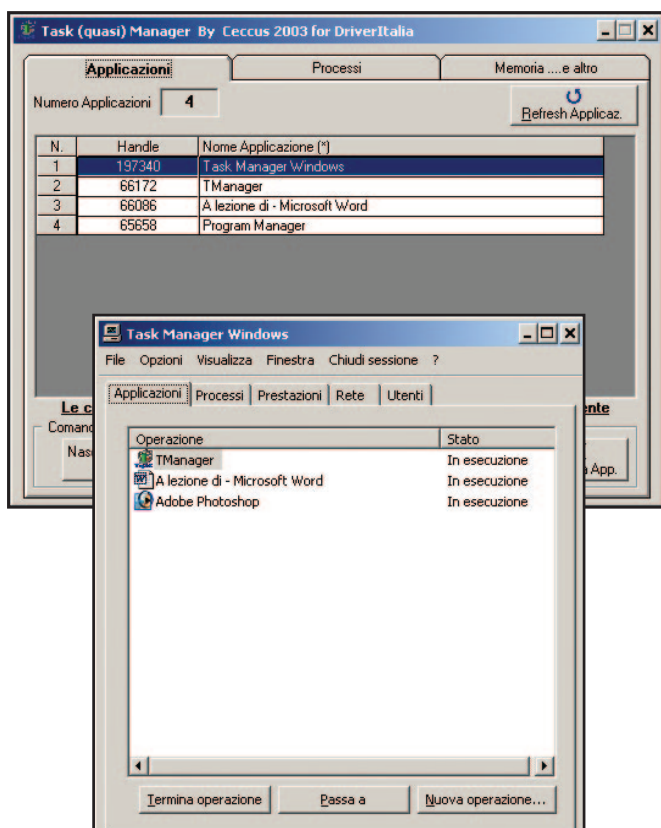 Task (quasi) Manager By Ceccus 2003 for DriverItalia
Applicazioni Processi Memoria ....e altro
Numero Applicazioni 4 Refresh Applicaz.
N. Handle Nome Applicazione (*)
1 197340 Task Manager Windows
2 66172 TManager
3 66086 A lezione di - Microsoft Word
4 65658 Program Manager
Task Manager Windows
File Opzioni Visualizza Finestra Chiudi sessione ?
Applicazioni Processi Prestazioni Rete Utenti
Le
App.
Operazione Stato
TManager In esecuzione
A lezione di - Microsoft Word In esecuzione
Adobe Photoshop In esecuzione
Termina operazione Passa a Nuova operazione...